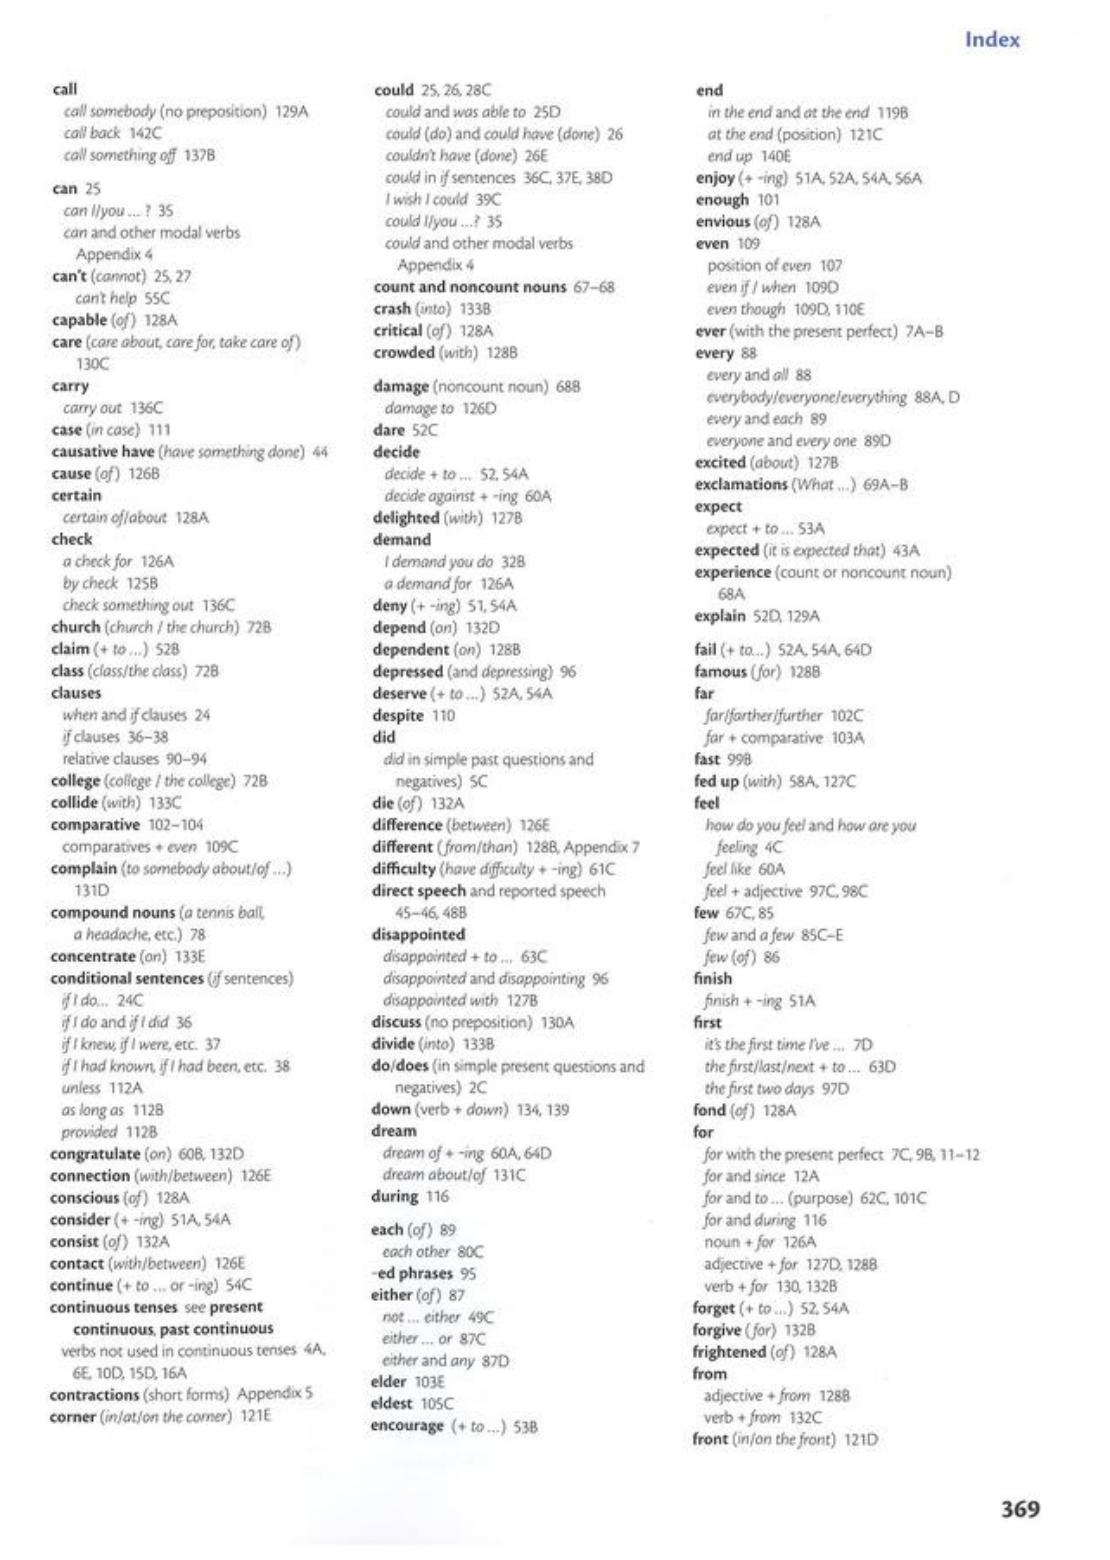 Index
call
call somebody (no preposition) 129A
call back 142C
call something off 137B
can 25
can I/you ... ? 35
can and other modal verbs
Appendix 4
can't (cannot) 25, 27
can't help 55C
capable (of) 128A
care (care about, care for, take care of)
130C
carry
carry out 136C
case (in case) 111
causative have (have something done) 44
cause (of) 126B
certain
certain of/about 128A
check
a check for 126A
by check 125B
check something out 136C
church (church / the church) 72B
claim (+ to ...) 52B
class (class/the class) 72B
clauses
when and if clauses 24
if clauses 36–38
relative clauses 90–94
college (college / the college) 72B
collide (with) 133C
comparative 102–104
comparatives + even 109C
complain (to somebody about/of ...)
131D
compound nouns (a tennis ball,
a headache, etc.) 78
concentrate (on) 133E
conditional sentences (if sentences)
if I do... 24C
if I do and if I did 36
if I knew, if I were, etc. 37
if I had known, if I had been, etc. 38
unless 112A
as long as 112B
provided 112B
congratulate (on) 60B, 132D
connection (with/between) 126E
conscious (of) 128A
consider (+ -ing) 51A, 54A
consist (of) 132A
contact (with/between) 126E
continue (+ to ... or -ing) 54C
continuous tenses see present
continuous, past continuous
verbs not used in continuous tenses 4A,
6E, 10D, 15D, 16A
contractions (short forms) Appendix 5
corner (in/at/on the corner) 121E
could 25, 26, 28C
could and was able to 25D
could (do) and could have (done) 26
couldn't have (done) 26E
could in if sentences 36C, 37E, 38D
I wish I could 39C
could I/you ...? 35
could and other modal verbs
Appendix 4
count and noncount nouns 67–68
crash (into) 133B
critical (of) 128A
crowded (with) 128B
damage (noncount noun) 68B
damage to 126D
dare 52C
decide
decide + to ... 52, 54A
decide against + -ing 60A
delighted (with) 127B
demand
I demand you do 32B
a demand for 126A
deny (+ -ing) 51, 54A
depend (on) 132D
dependent (on) 128B
depressed (and depressing) 96
deserve (+ to ...) 52A, 54A
despite 110
did
did in simple past questions and
negatives) 5C
die (of) 132A
difference (between) 126E
different (from/than) 128B, Appendix 7
difficulty (have difficulty + -ing) 61C
direct speech and reported speech
45–46, 48B
disappointed
disappointed + to ... 63C
disappointed and disappointing 96
disappointed with 127B
discuss (no preposition) 130A
divide (into) 133B
do/does (in simple present questions and
negatives) 2C
down (verb + down) 134, 139
dream
dream of + -ing 60A, 64D
dream about/of 131C
during 116
each (of) 89
each other 80C
-ed phrases 95
either (of) 87
not ... either 49C
either ... or 87C
either and any 87D
elder 103E
eldest 105C
encourage (+ to ...) 53B
end
in the end and at the end 119B
at the end (position) 121C
end up 140E
enjoy (+ -ing) 51A, 52A, 54A, 56A
enough 101
envious (of) 128A
even 109
position of even 107
even if / when 109D
even though 109D, 110E
ever (with the present perfect) 7A–B
every 88
every and all 88
everybody/everyone/everything 88A, D
every and each 89
everyone and every one 89D
excited (about) 127B
exclamations (What ...) 69A–B
expect
expect + to ... 53A
expected (it is expected that) 43A
experience (count or noncount noun)
68A
explain 52D, 129A
fail (+ to...) 52A, 54A, 64D
famous (for) 128B
far
far/farther/further 102C
far + comparative 103A
fast 99B
fed up (with) 58A, 127C
feel
how do you feel and how are you
feeling 4C
feel like 60A
feel + adjective 97C, 98C
few 67C, 85
few and a few 85C–E
few (of) 86
finish
finish + -ing 51A
first
it's the first time I've ... 7D
the first/last/next + to ... 63D
the first two days 97D
fond (of) 128A
for
for with the present perfect 7C, 9B, 11–12
for and since 12A
for and to ... (purpose) 62C, 101C
for and during 116
noun + for 126A
adjective + for 127D, 128B
verb + for 130, 132B
forget (+ to ...) 52, 54A
forgive (for) 132B
frightened (of) 128A
from
adjective + from 128B
verb + from 132C
front (in/on the front) 121D
369